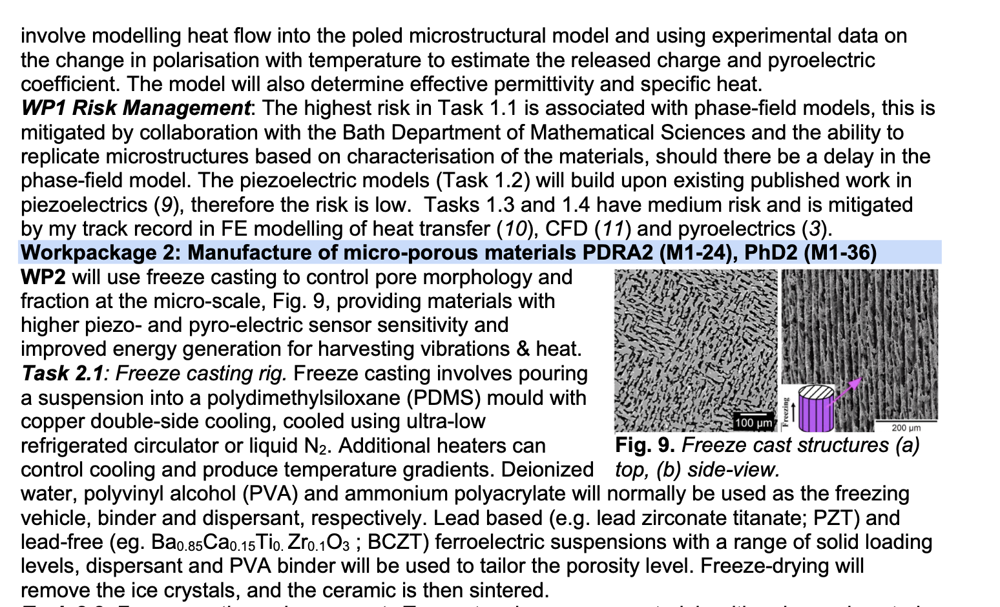 involve modelling heat flow into the poled microstructural model and using experimental data on
the change in polarisation with temperature to estimate the released charge and pyroelectric
coefficient. The model will also determine effective permittivity and specific heat.
WP1 Risk Management: The highest risk in Task 1.1 is associated with phase-field models, this is
mitigated by collaboration with the Bath Department of Mathematical Sciences and the ability to
replicate microstructures based on characterisation of the materials, should there be a delay in the
phase-field model. The piezoelectric models (Task 1.2) will build upon existing published work in
piezoelectrics (9), therefore the risk is low.  Tasks 1.3 and 1.4 have medium risk and is mitigated
by my track record in FE modelling of heat transfer (10), CFD (11) and pyroelectrics (3).
Workpackage 2: Manufacture of micro-porous materials PDRA2 (M1-24), PhD2 (M1-36)
WP2 will use freeze casting to control pore morphology and
fraction at the micro-scale, Fig. 9, providing materials with
higher piezo- and pyro-electric sensor sensitivity and
improved energy generation for harvesting vibrations & heat.
Task 2.1: Freeze casting rig. Freeze casting involves pouring
a suspension into a polydimethylsiloxane (PDMS) mould with
copper double-side cooling, cooled using ultra-low
refrigerated circulator or liquid N₂. Additional heaters can
control cooling and produce temperature gradients. Deionized
water, polyvinyl alcohol (PVA) and ammonium polyacrylate will normally be used as the freezing
vehicle, binder and dispersant, respectively. Lead based (e.g. lead zirconate titanate; PZT) and
lead-free (eg. Ba₀.₈₅Ca₀.₁₅Ti₀. Zr₀.₁O₃ ; BCZT) ferroelectric suspensions with a range of solid loading
levels, dispersant and PVA binder will be used to tailor the porosity level. Freeze-drying will
remove the ice crystals, and the ceramic is then sintered.
100 µm
Freezing
200 µm
Fig. 9. Freeze cast structures (a)
top, (b) side-view.